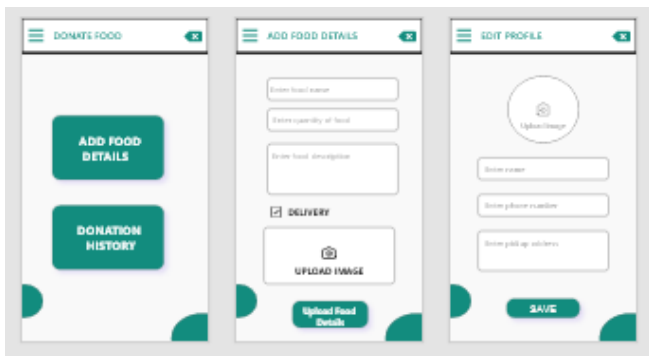 DONATE FOOD
ADD FOOD
DETAILS
DONATION
HISTORY
ADD FOOD DETAILS
Enter food name
Enter quantity of food
Enter food description
DELIVERY
UPLOAD IMAGE
Upload Food
Details
EDIT PROFILE
Upload Image
Enter name
Enter phone number
Enter pick up address
SAVE